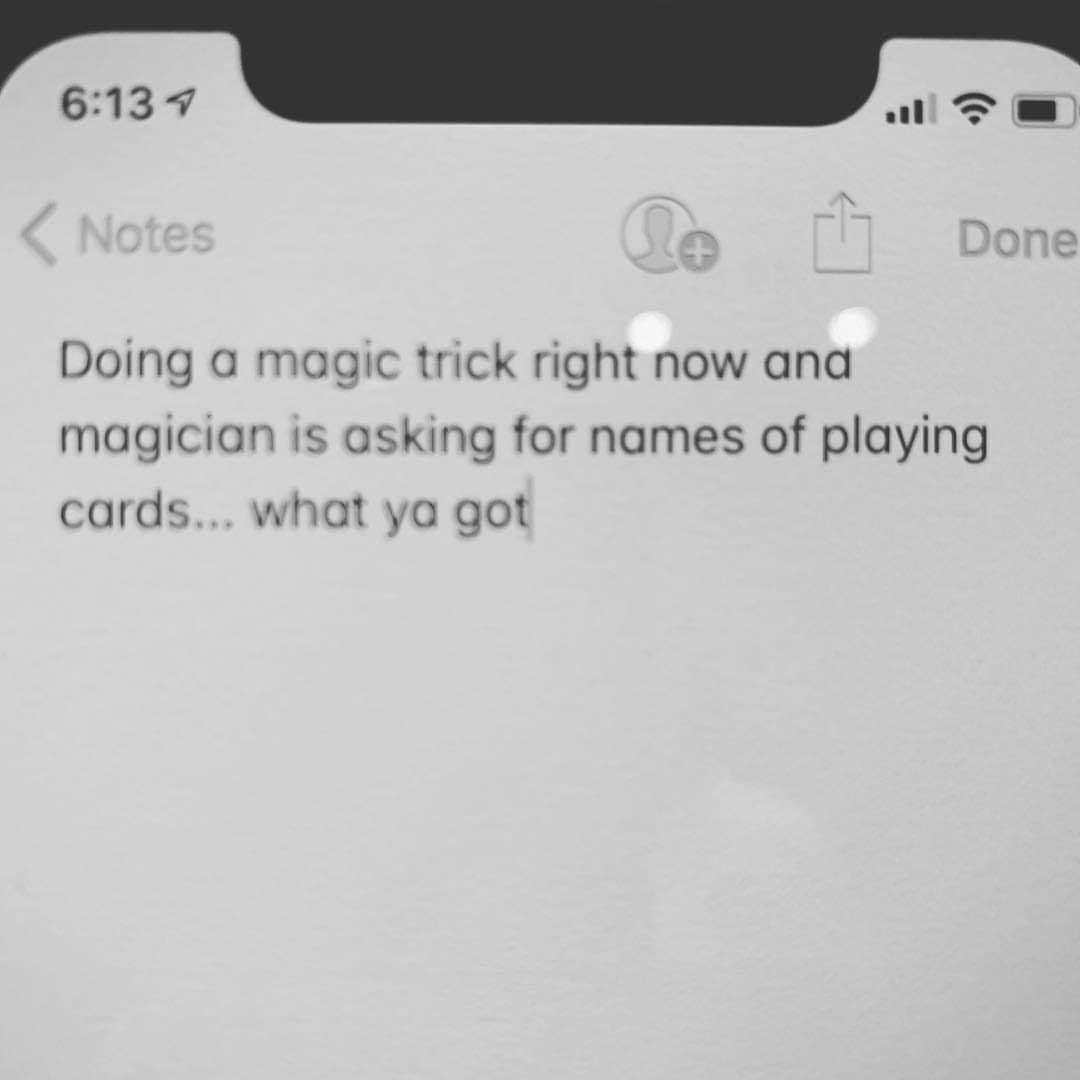 6:13
Notes
Done
Doing a magic trick right now and
magician is asking for names of playing
cards... what ya got